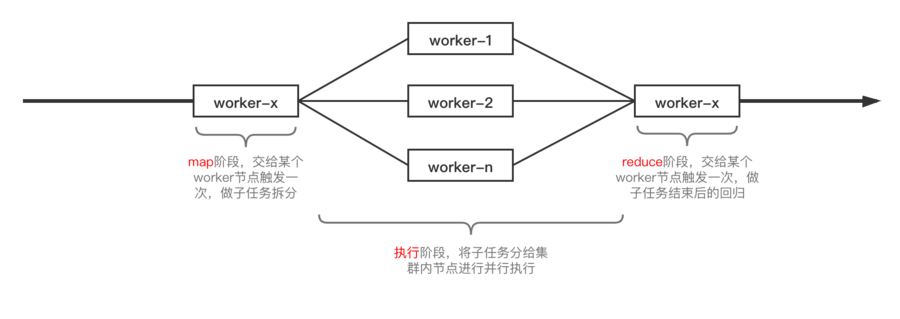 worker-1
worker-x
worker-2
worker-x
worker-n
map阶段，交给某个
worker节点触发一
次，做子任务拆分
reduce阶段，交给某个
worker节点触发一次，做
子任务结束后的回归
执行阶段，将子任务分给集
群内节点进行并行执行